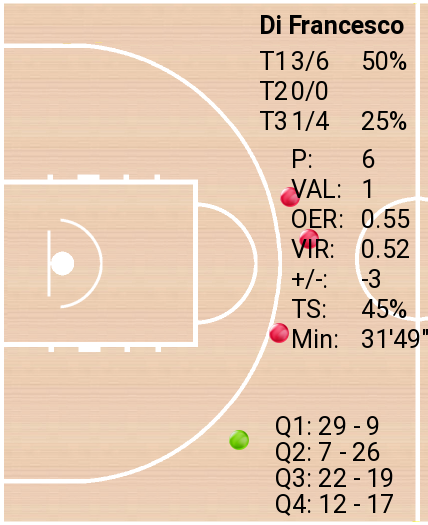 Di Francesco
T1 3/6 50%
T2 0/0
T3 1/4 25%
P: 6
VAL: 1
OER: 0.55
VIR: 0.52
+/-: -3
TS: 45%
Min: 31'49"
Q1: 29 - 9
Q2: 7 - 26
Q3: 22 - 19
Q4: 12 - 17